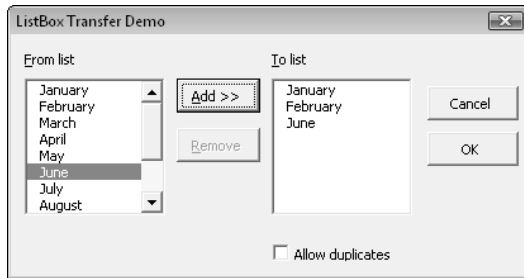 ListBox Transfer Demo
From list
January
February
March
April
May
June
July
August
Add >>
Remove
To list
January
February
June
Cancel
OK
Allow duplicates